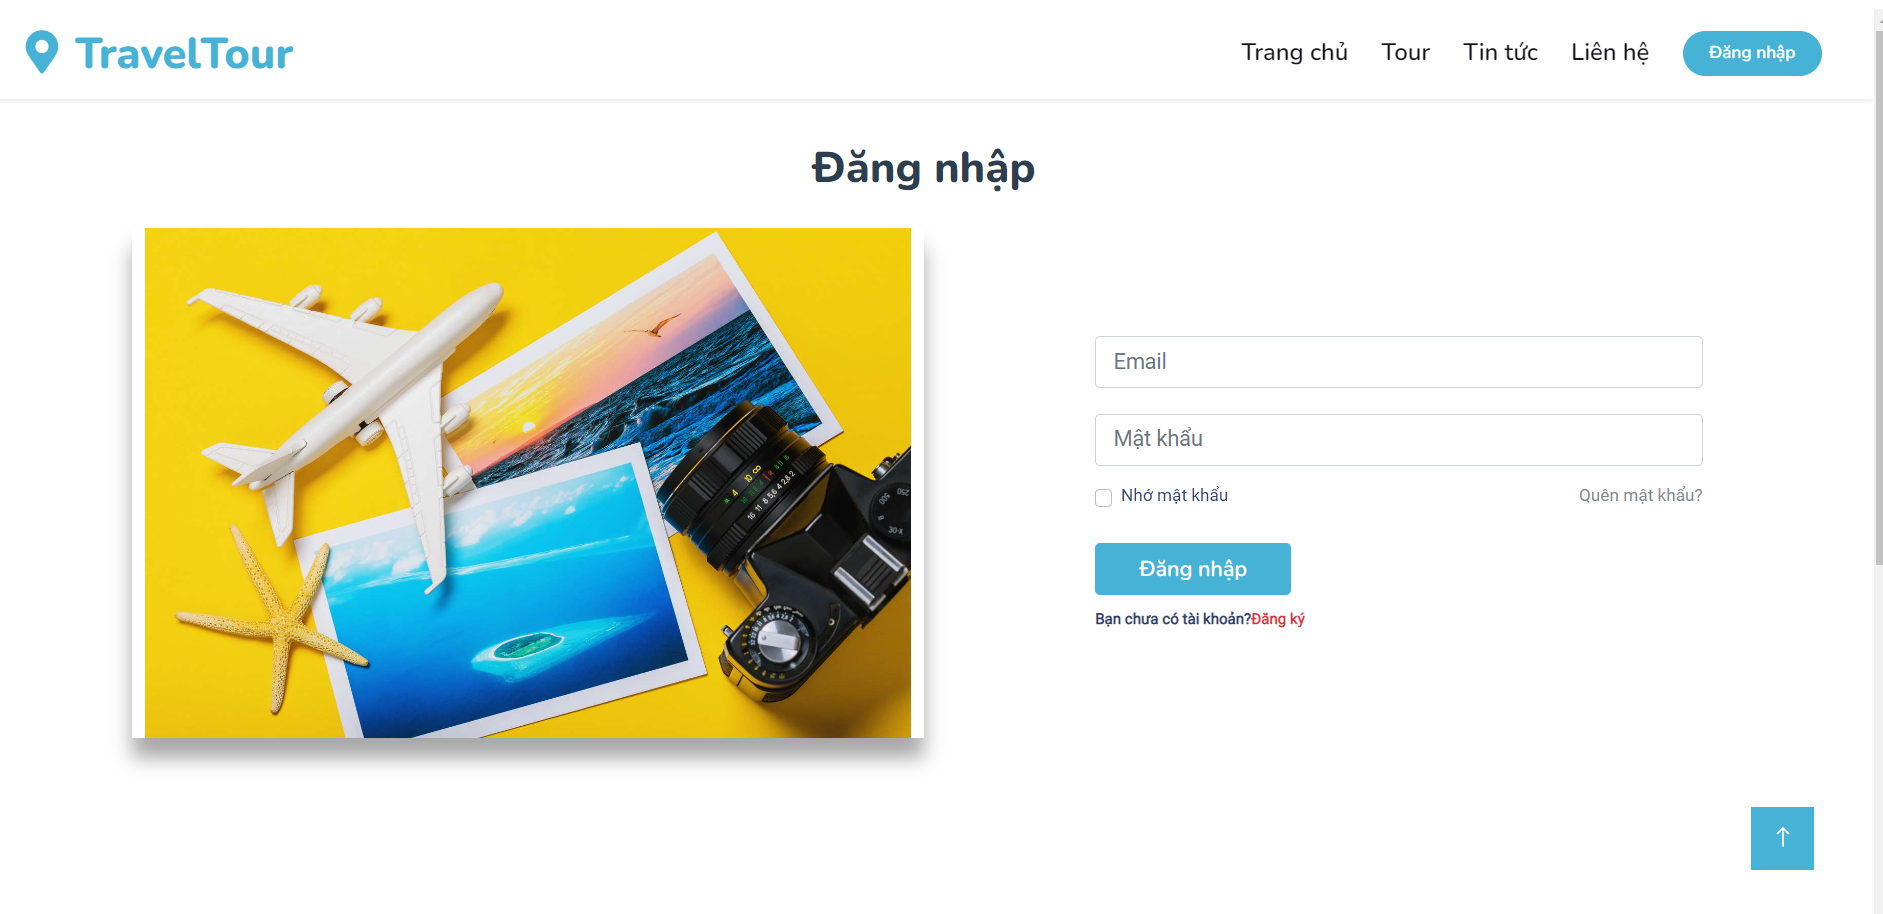 TravelTour
Trang chủ Tour Tin tức Liên hệ Đăng nhập
Đăng nhập
Email
Mật khẩu
Nhớ mật khẩu Quên mật khẩu?
Đăng nhập
Bạn chưa có tài khoản?Đăng ký